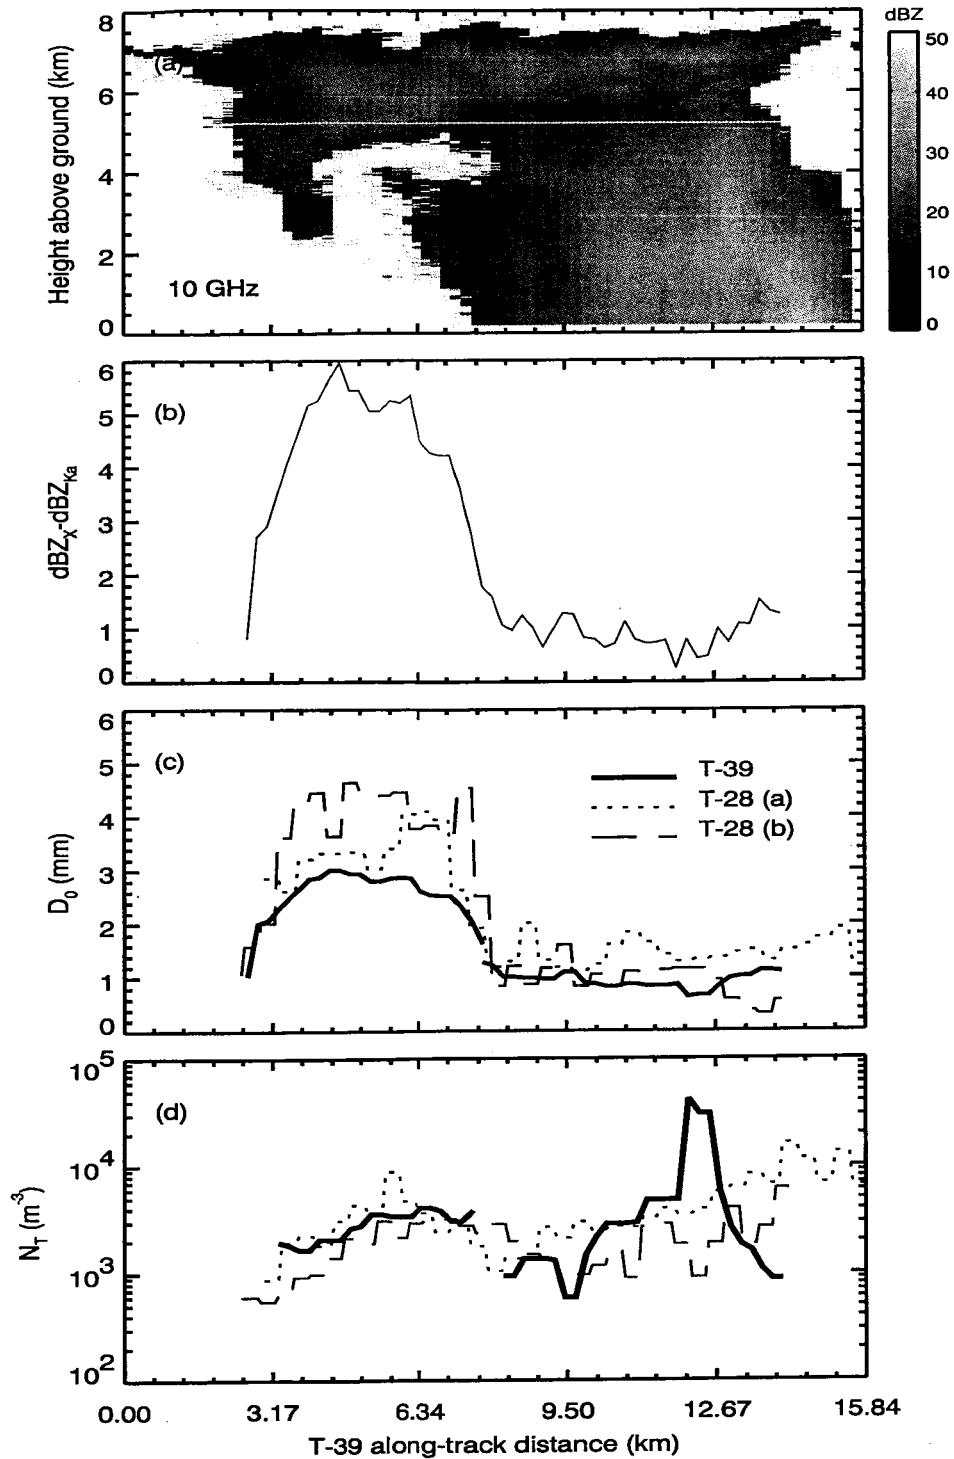 dBZ
8
6
4
2
0
Height above ground (km)
(a)
10 GHz
50
40
30
20
10
0
6
5
4
3
2
1
0
dBZX-dBZKa
(b)
6
5
4
3
2
1
0
D0 (mm)
(c)
T-39
T-28 (a)
T-28 (b)
10^5
10^4
10^3
10^2
NT (m^-3)
(d)
0.00 3.17 6.34 9.50 12.67 15.84
T-39 along-track distance (km)